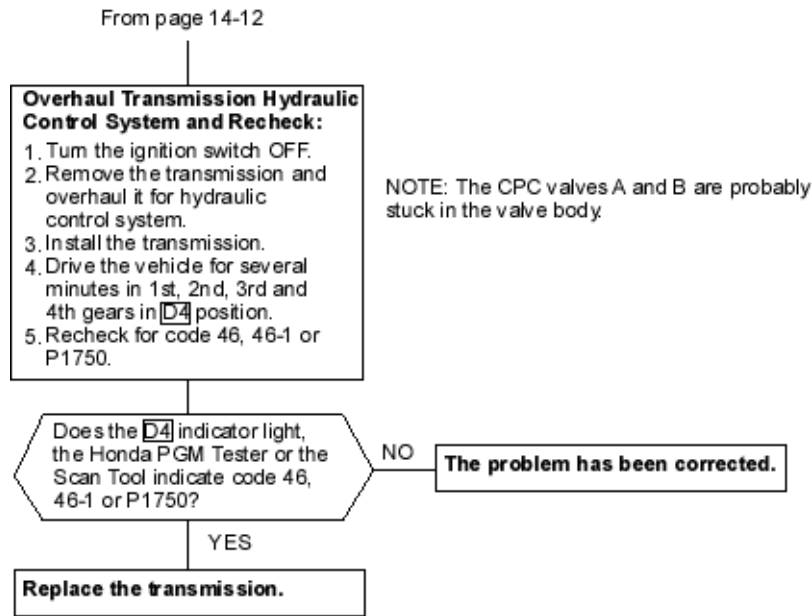 From page 14-12
Overhaul Transmission Hydraulic
Control System and Recheck:
1. Turn the ignition switch OFF.
2. Remove the transmission and
overhaul it for hydraulic
control system.
3. Install the transmission.
4. Drive the vehicle for several
minutes in 1st, 2nd, 3rd and
4th gears in D4 position.
5. Recheck for code 46, 46-1 or
P1750.
NOTE: The CPC valves A and B are probably
stuck in the valve body.
Does the D4 indicator light,
the Honda PGM Tester or the
Scan Tool indicate code 46,
46-1 or P1750?
NO
The problem has been corrected.
YES
Replace the transmission.